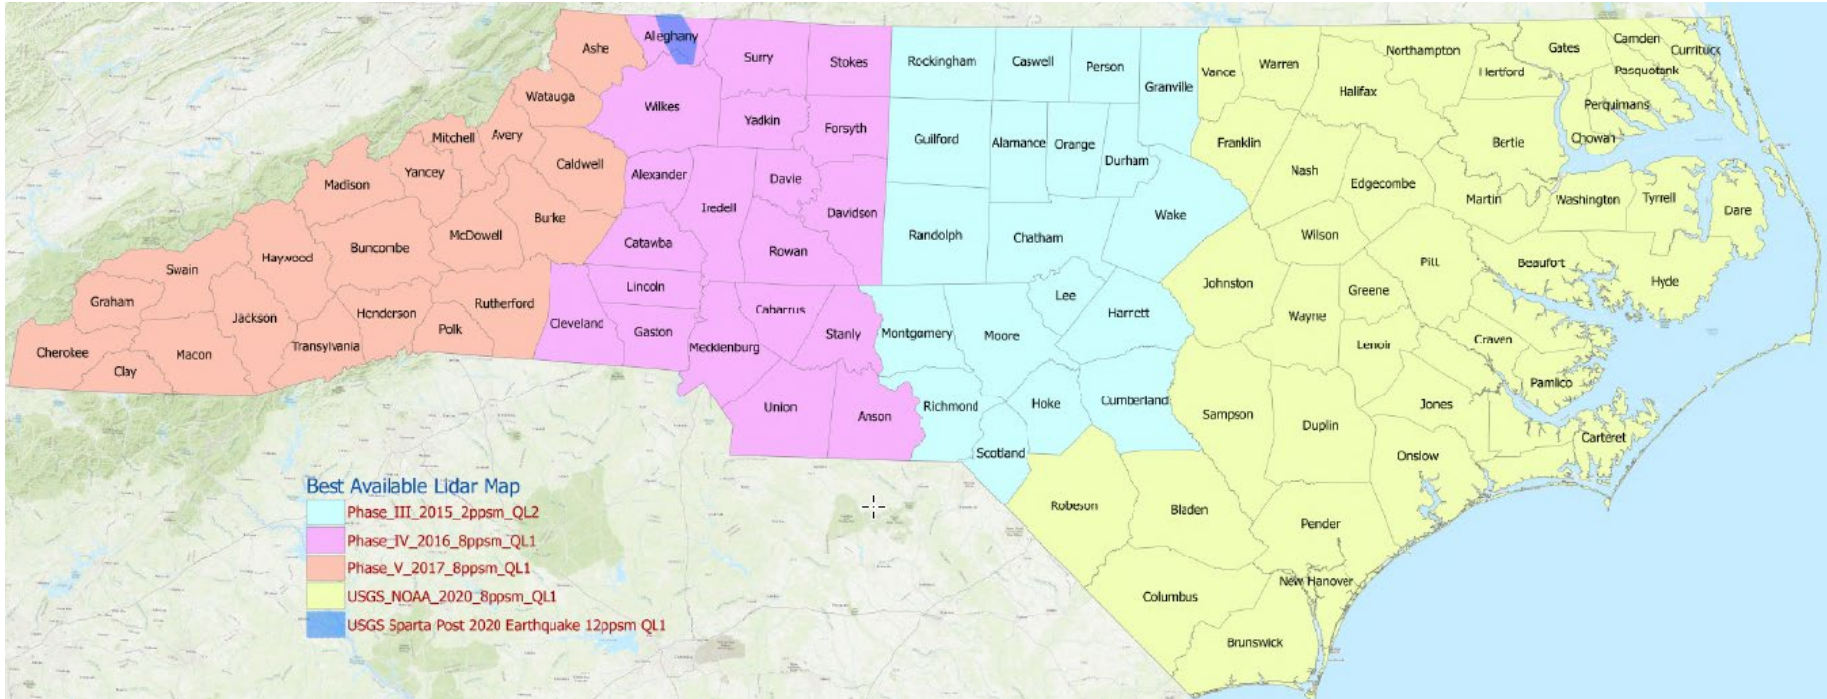 Ashe
Alleghany
Surry
Stokes
Rockingham
Caswell
Person
Granville
Vance
Warren
Northampton
Gates
Camden
Currituck
Hertford
Pasquotank
Halifax
Perquimans
Watauga
Wilkes
Yadkin
Forsyth
Guilford
Alamance
Orange
Durham
Franklin
Nash
Edgecombe
Bertie
Chowan
Mitchell
Avery
Caldwell
Alexander
Davie
Madison
Yancey
Burke
Iredell
Davidson
Randolph
Chatham
Wake
Wilson
Martin
Washington
Tyrrell
Dare
McDowell
Catawba
Rowan
Haywood
Buncombe
Swain
Johnston
Greene
Pitt
Beaufort
Hyde
Graham
Jackson
Henderson
Rutherford
Polk
Cleveland
Lincoln
Gaston
Cabarrus
Stanly
Mecklenburg
Montgomery
Moore
Lee
Harnett
Wayne
Lenoir
Craven
Pamlico
Cherokee
Clay
Macon
Transylvania
Union
Anson
Richmond
Hoke
Cumberland
Scotland
Sampson
Duplin
Jones
Carteret
Onslow
Robeson
Bladen
Pender
New Hanover
Columbus
Brunswick
Best Available Lidar Map
Phase_III_2015_2ppsm_QL2
Phase_IV_2016_8ppsm_QL1
Phase_V_2017_8ppsm_QL1
USGS_NOAA_2020_8ppsm_QL1
USGS Sparta Post 2020 Earthquake 12ppsm QL1